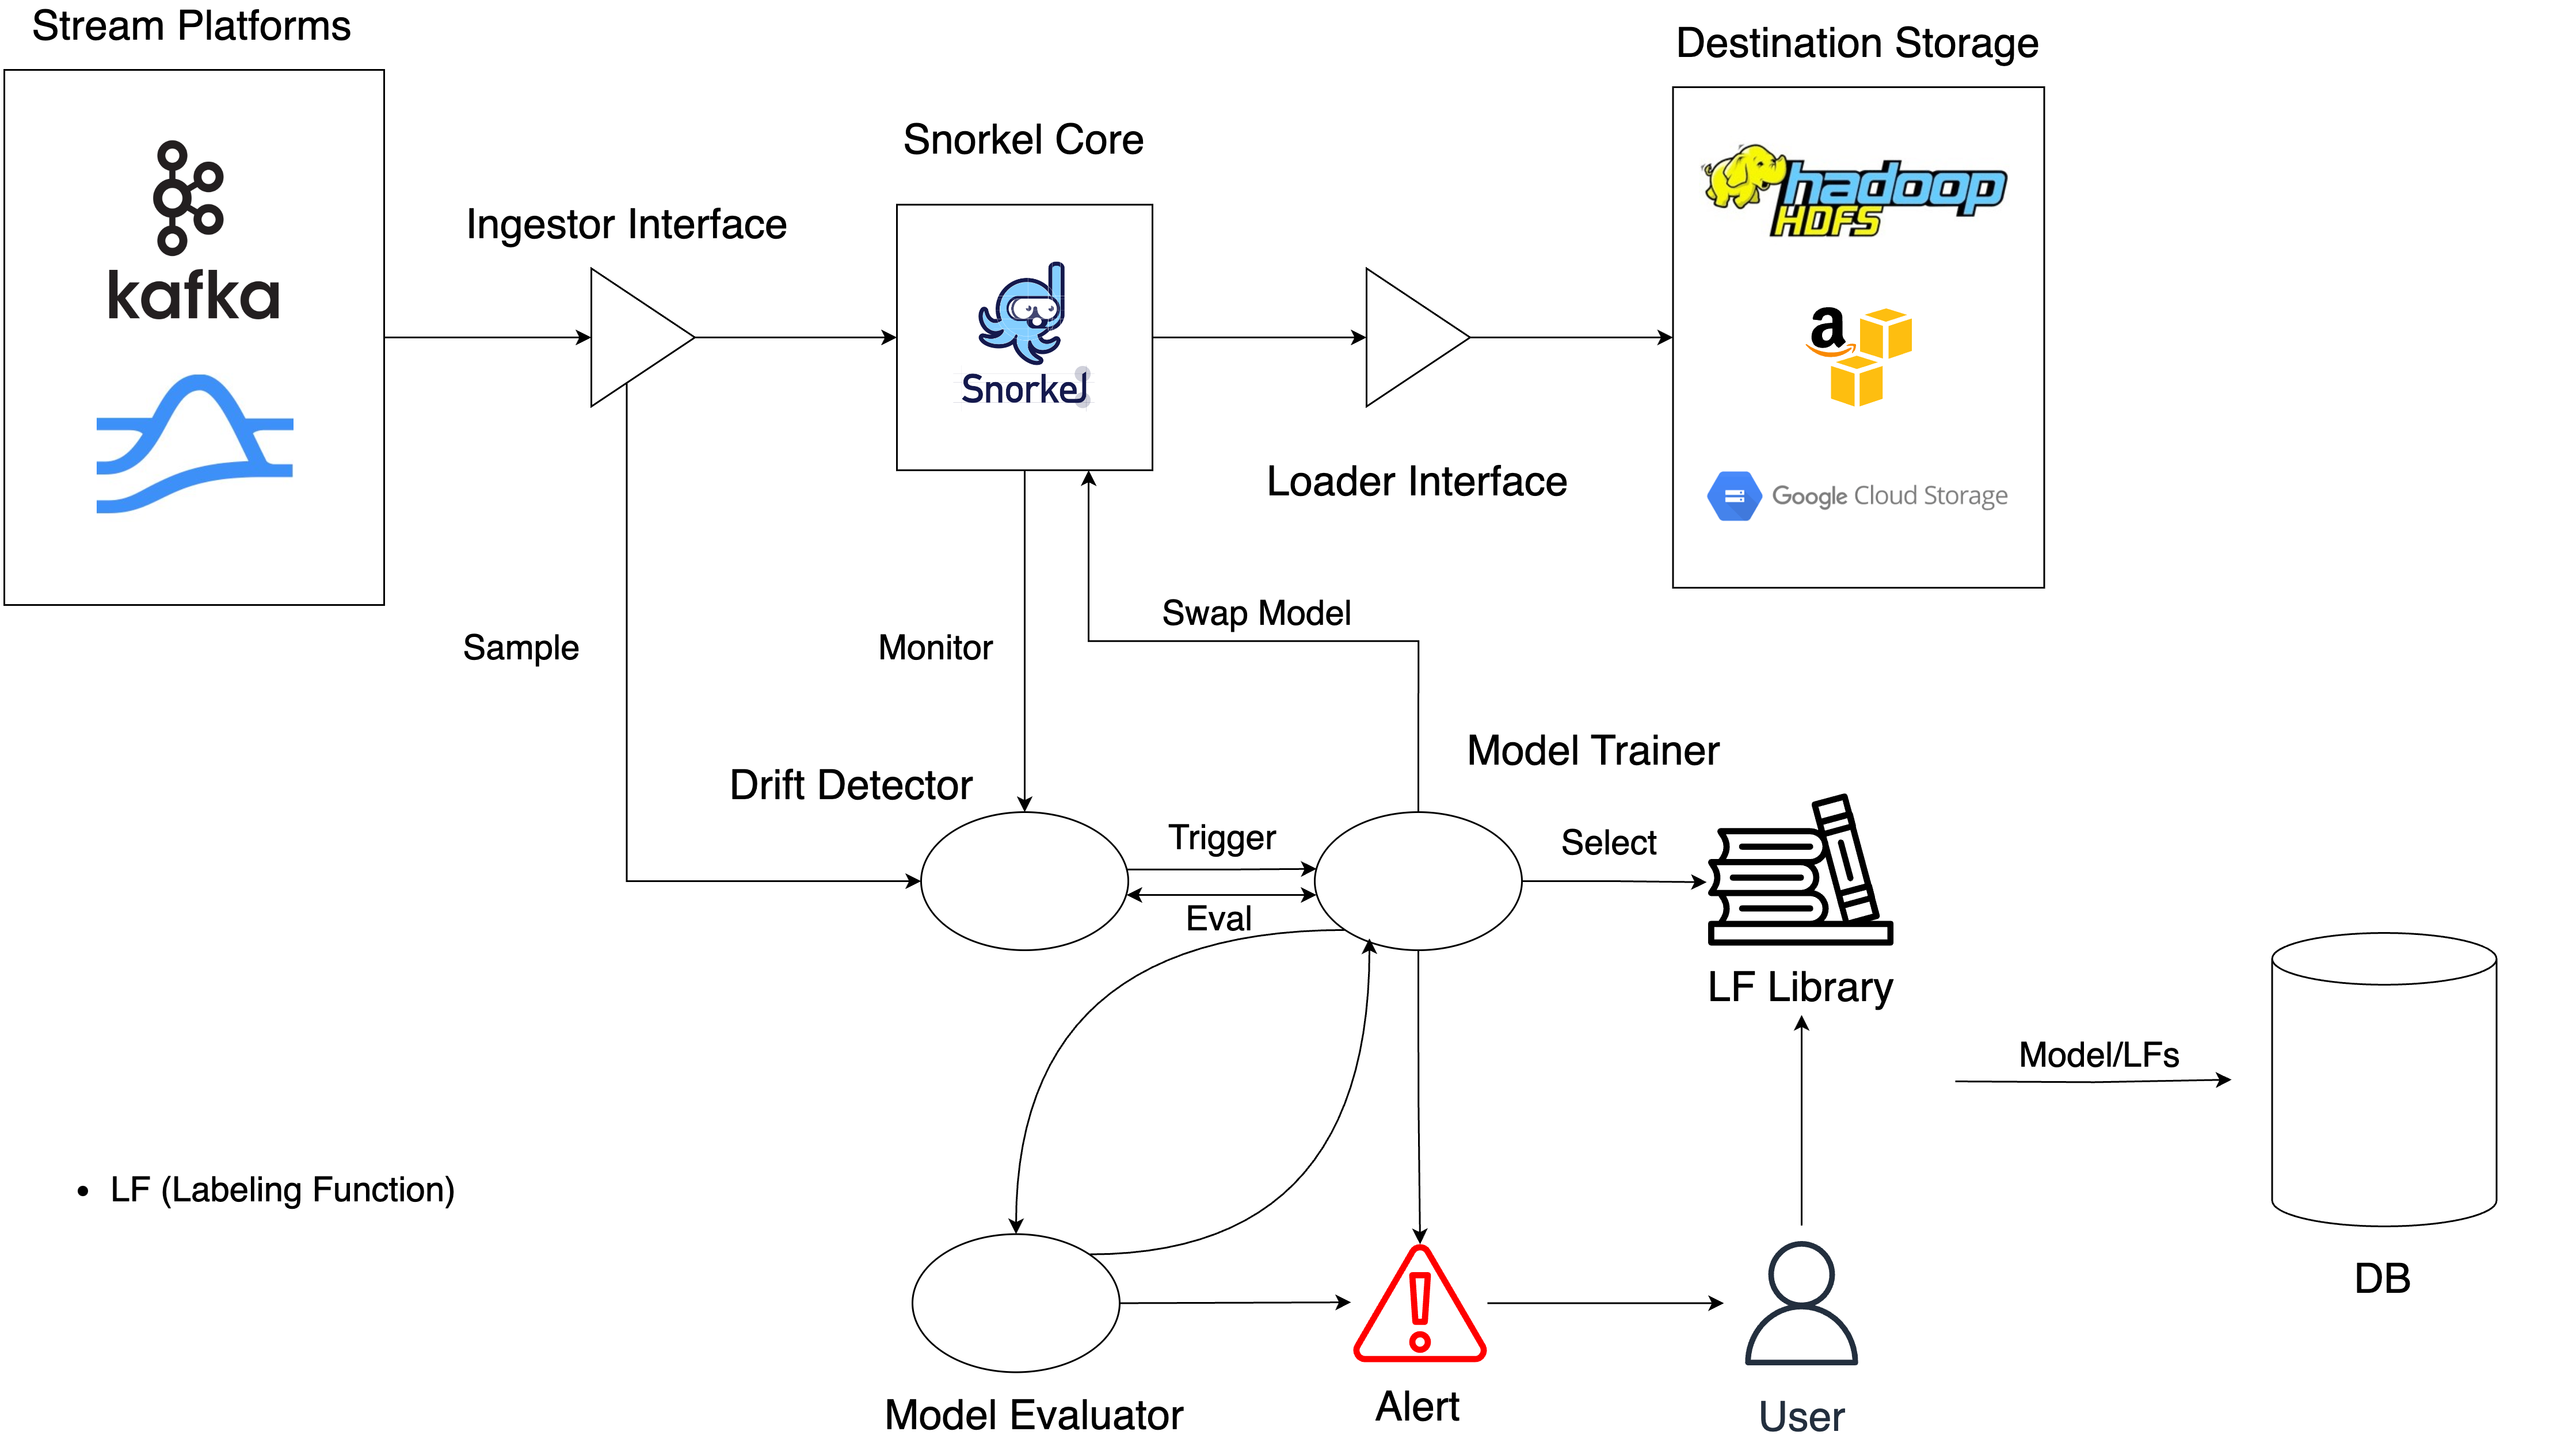 Stream Platforms
Destination Storage
Snorkel Core
Ingestor Interface
kafka
Snorkel
hadoop
HDFS
a
Google Cloud Storage
Loader Interface
Swap Model
Sample
Monitor
Model Trainer
Drift Detector
Trigger
Select
Eval
LF Library
Model/LFs
• LF (Labeling Function)
DB
Model Evaluator
Alert
User